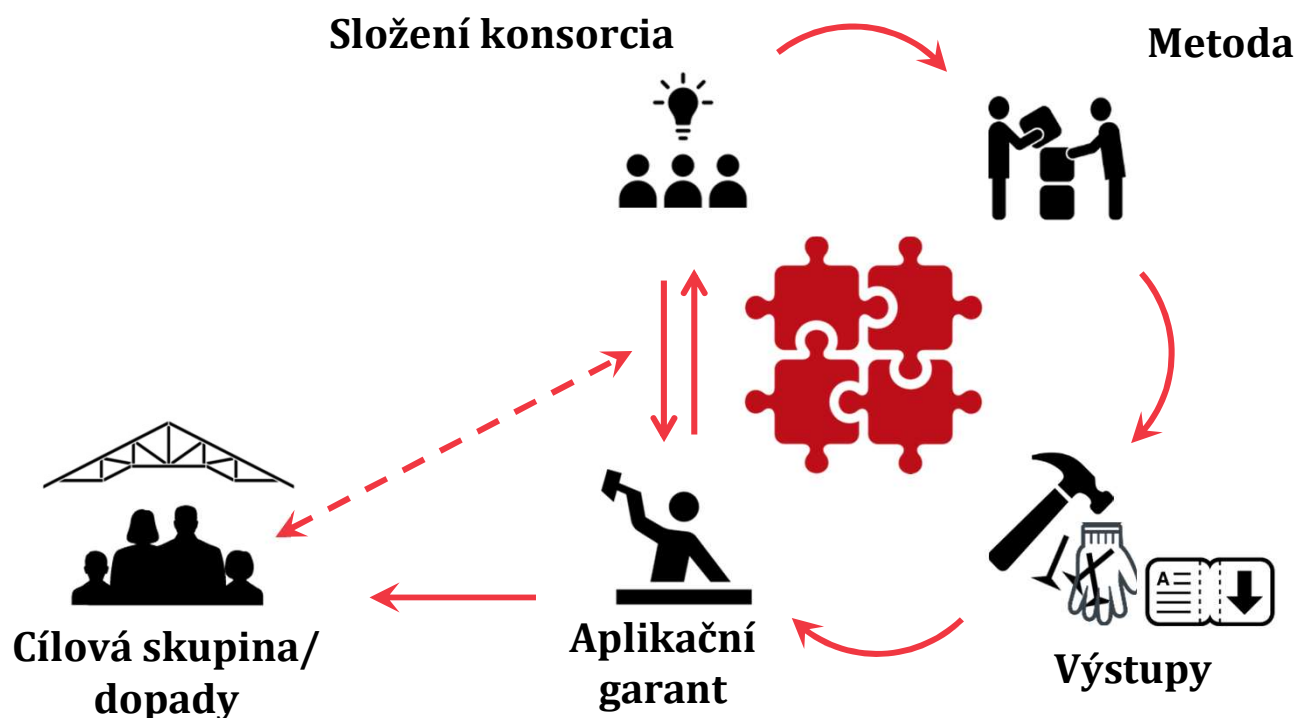 Složení konsorcia
Metoda
A
Cílová skupina/
dopady
Aplikační
garant
Výstupy